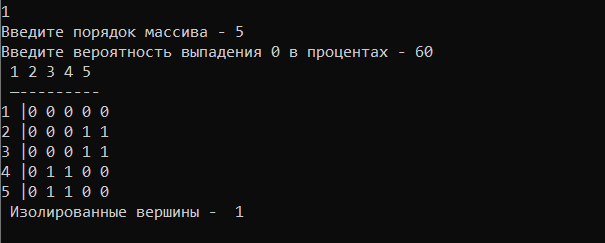 1
Введите порядок массива - 5
Введите вероятность выпадения 0 в процентах - 60
 1 2 3 4 5
 ----------
1 |0 0 0 0 0
2 |0 0 0 1 1
3 |0 0 0 1 1
4 |0 1 1 0 0
5 |0 1 1 0 0
 Изолированные вершины -  1